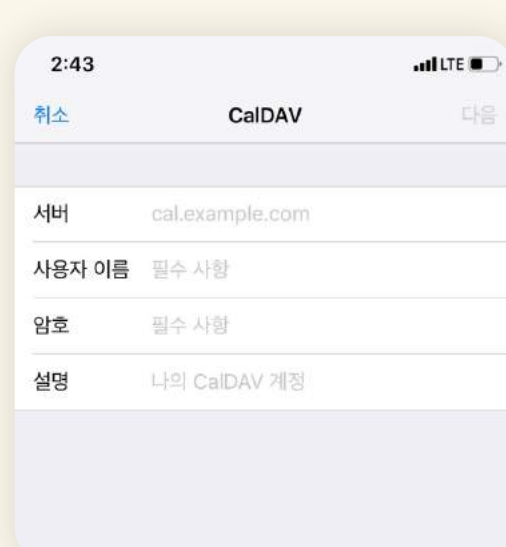 2:43 LTE
취소 CalDAV 다음
서버 cal.example.com
사용자 이름 필수 사항
암호 필수 사항
설명 나의 CalDAV 계정